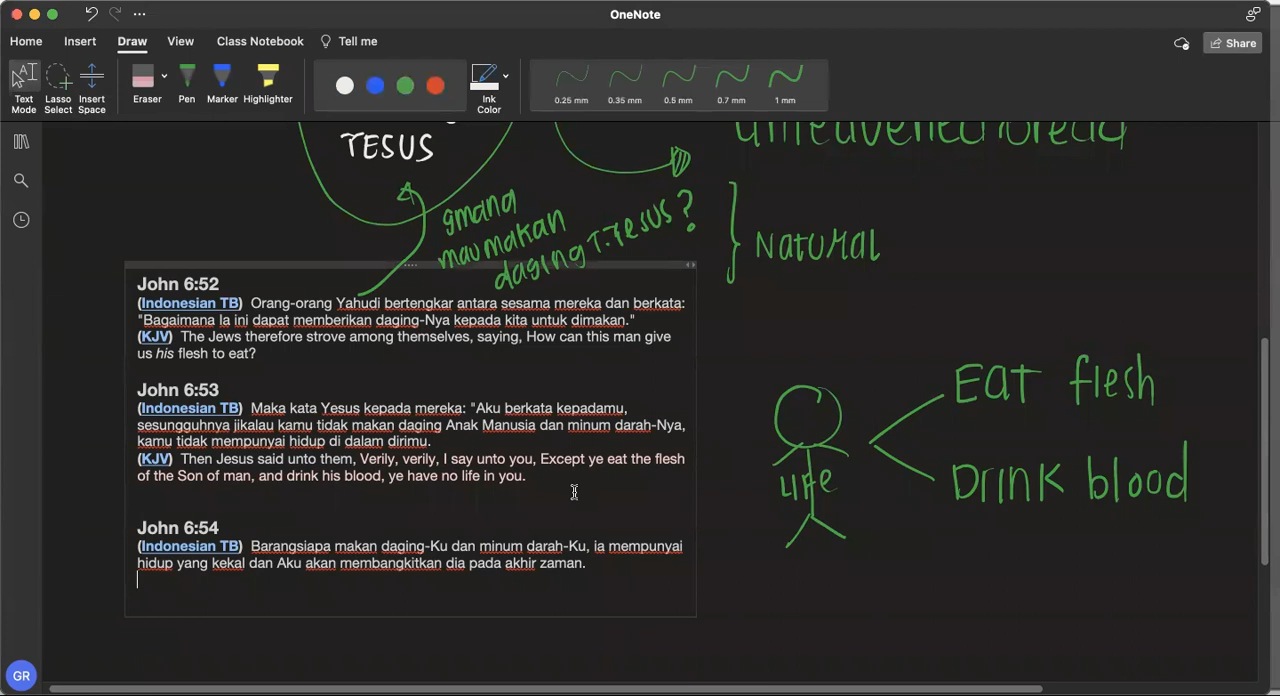 OneNote
Home Insert Draw View Class Notebook Tell me
Share
Text Mode
Lasso Select
Insert Space
Eraser
Pen
Marker
Highlighter
Ink Color
0.25 mm
0.35 mm
0.5 mm
0.7 mm
1 mm
unleavened bread
TESUS
gmana
mau makan
daging T.Yesus?
NATURAL
John 6:52
(Indonesian TB) Orang-orang Yahudi bertengkar antara sesama mereka dan berkata:
"Bagaimana Ia ini dapat memberikan daging-Nya kepada kita untuk dimakan."
(KJV) The Jews therefore strove among themselves, saying, How can this man give
us his flesh to eat?
John 6:53
(Indonesian TB) Maka kata Yesus kepada mereka: "Aku berkata kepadamu,
sesungguhnya jikalau kamu tidak makan daging Anak Manusia dan minum darah-Nya,
kamu tidak mempunyai hidup di dalam dirimu.
(KJV) Then Jesus said unto them, Verily, verily, I say unto you, Except ye eat the flesh
of the Son of man, and drink his blood, ye have no life in you.
John 6:54
(Indonesian TB) Barangsiapa makan daging-Ku dan minum darah-Ku, ia mempunyai
hidup yang kekal dan Aku akan membangkitkan dia pada akhir zaman.
Eat flesh
LIFe
Drink blood
GR